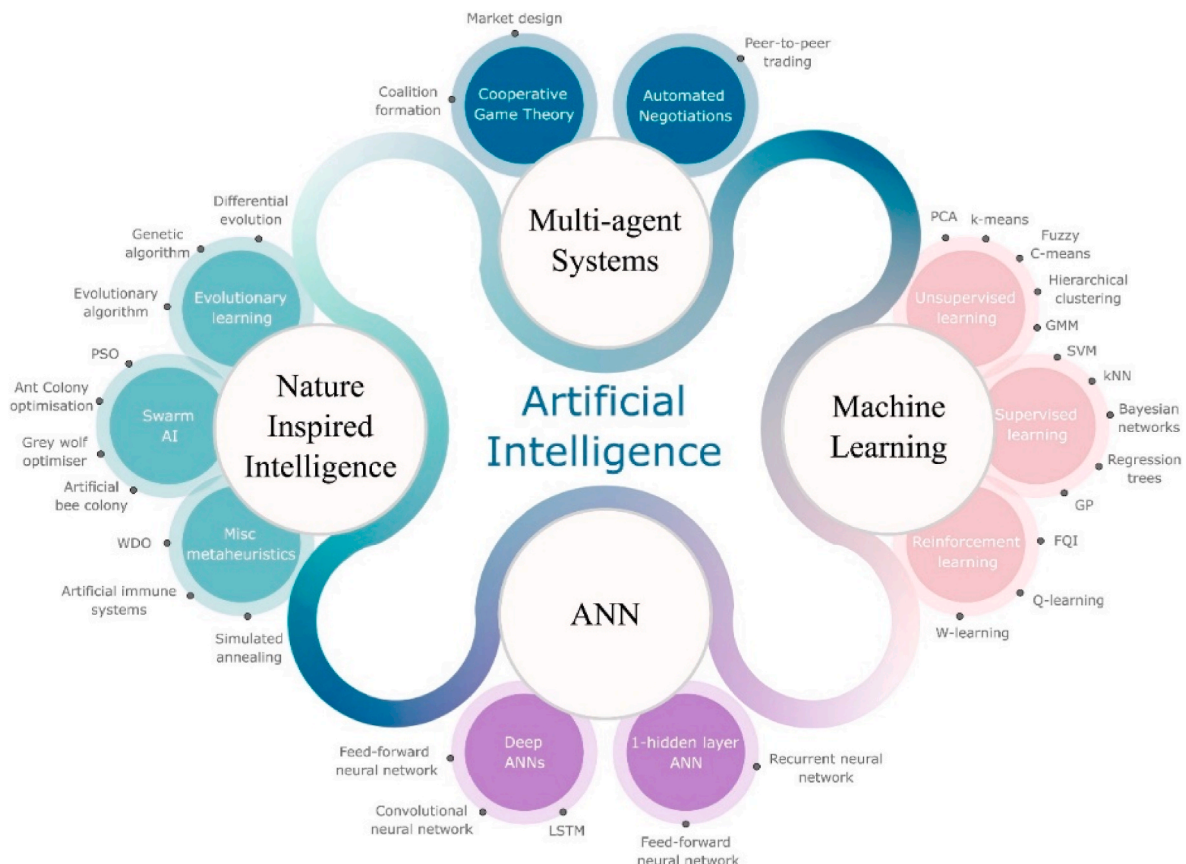 Market design
Coalition
formation
Cooperative
Game Theory
Automated
Negotiations
Peer-to-peer
trading
Multi-agent
Systems
Differential
evolution
Genetic
algorithm
Evolutionary
algorithm
Evolutionary
learning
PSO
Ant Colony
optimisation
Grey wolf
optimiser
Artificial
bee colony
Swarm
AI
WDO
Artificial immune
systems
Simulated
annealing
Misc
metaheuristics
Nature
Inspired
Intelligence
Artificial
Intelligence
Machine
Learning
PCA
k-means
Fuzzy
C-means
Hierarchical
clustering
GMM
Unsupervised
learning
SVM
kNN
Bayesian
networks
Regression
trees
GP
Supervised
learning
FQI
Q-learning
W-learning
Reinforcement
learning
ANN
Deep
ANNs
Feed-forward
neural network
Convolutional
neural network
LSTM
1-hidden layer
ANN
Recurrent neural
network
Feed-forward
neural network